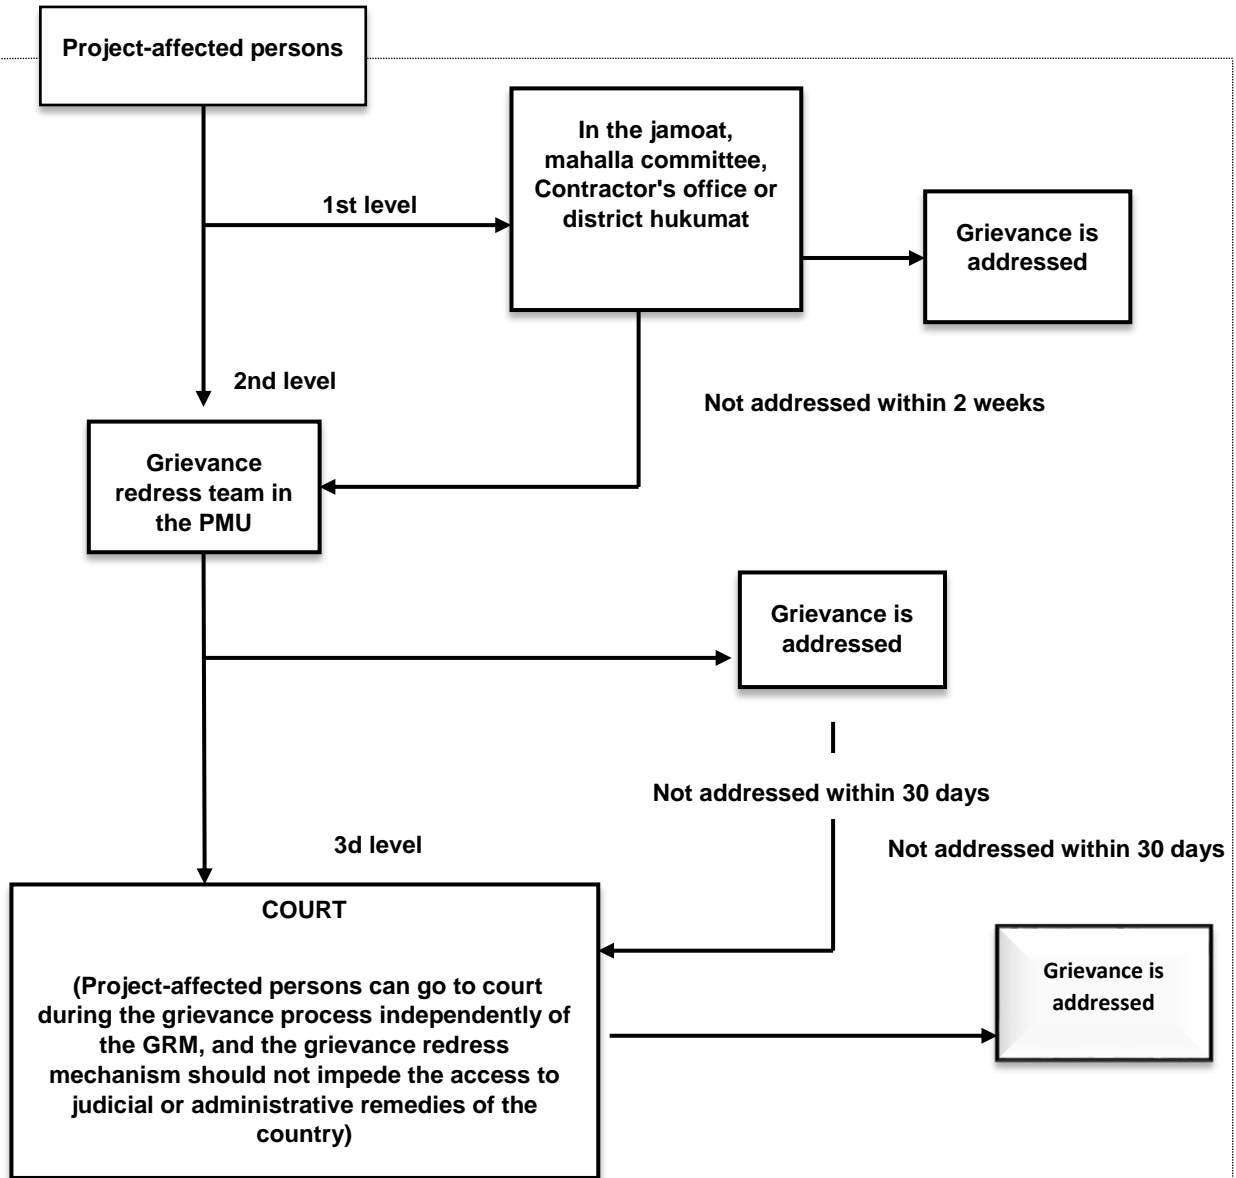 Project-affected persons
In the jamoat,
mahalla committee,
Contractor's office or
district hukumat
1st level
Grievance is
addressed
2nd level
Not addressed within 2 weeks
Grievance
redress team in
the PMU
Grievance is
addressed
Not addressed within 30 days
3d level
Not addressed within 30 days
COURT
(Project-affected persons can go to court
during the grievance process independently of
the GRM, and the grievance redress
mechanism should not impede the access to
judicial or administrative remedies of the
country)
Grievance is
addressed